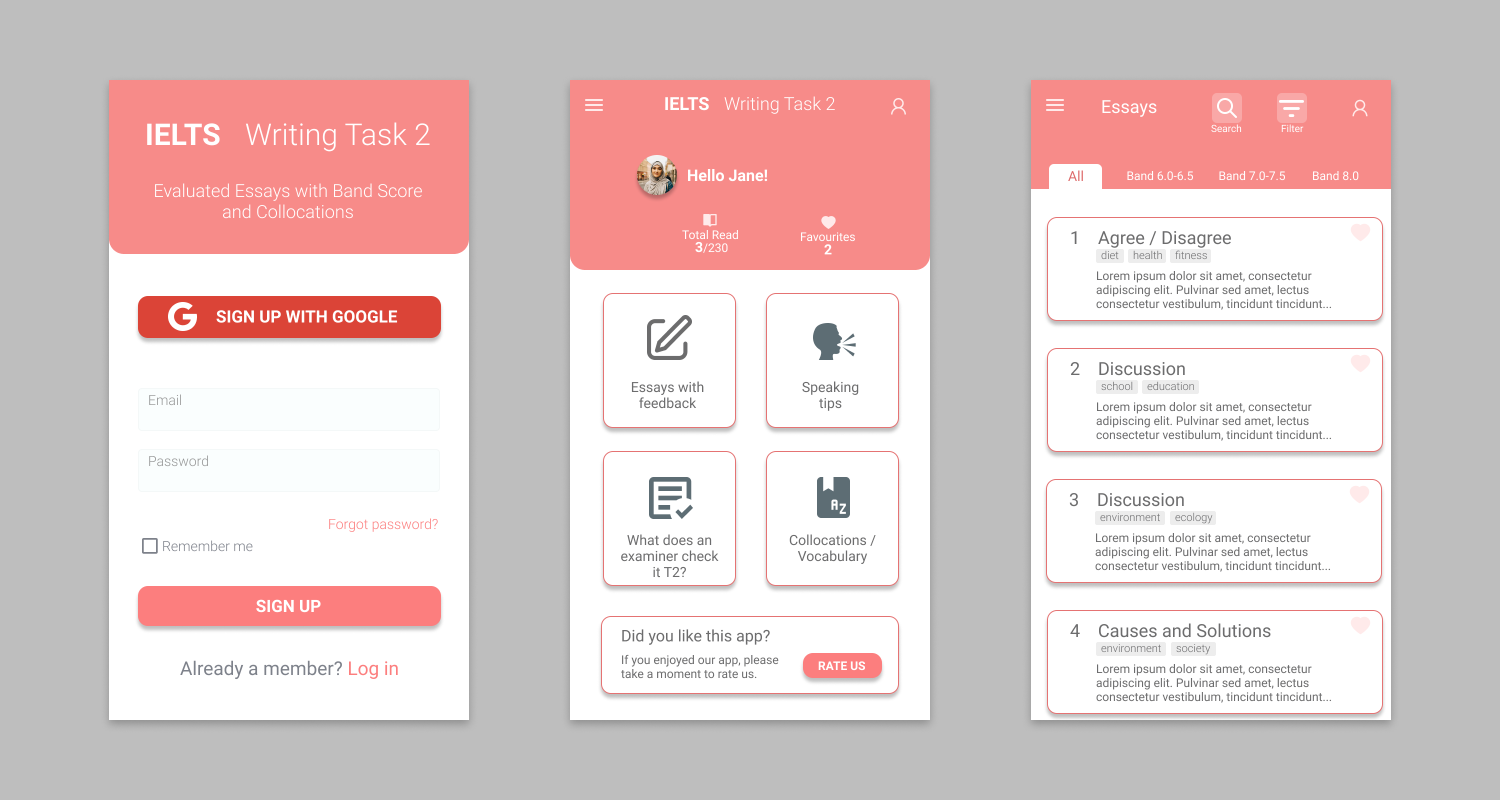 IELTS Writing Task 2
Evaluated Essays with Band Score
and Collocations
SIGN UP WITH GOOGLE
Email
Password
Forgot password?
Remember me
SIGN UP
Already a member? Log in
IELTS Writing Task 2
Hello Jane!
Total Read
3/230
Favourites
2
Essays with
feedback
Speaking
tips
What does an
examiner check
it T2?
AZ
Collocations /
Vocabulary
Did you like this app?
If you enjoyed our app, please
take a moment to rate us.
RATE US
Essays
Search
Filter
All
Band 6.0-6.5
Band 7.0-7.5
Band 8.0
1 Agree / Disagree
diet health fitness
Lorem ipsum dolor sit amet, consectetur
adipiscing elit. Pulvinar sed amet, lectus
consectetur vestibulum, tincidunt tincidunt...
2 Discussion
school education
Lorem ipsum dolor sit amet, consectetur
adipiscing elit. Pulvinar sed amet, lectus
consectetur vestibulum, tincidunt tincidunt...
3 Discussion
environment ecology
Lorem ipsum dolor sit amet, consectetur
adipiscing elit. Pulvinar sed amet, lectus
consectetur vestibulum, tincidunt tincidunt...
4 Causes and Solutions
environment society
Lorem ipsum dolor sit amet, consectetur
adipiscing elit. Pulvinar sed amet, lectus
consectetur vestibulum, tincidunt tincidunt...